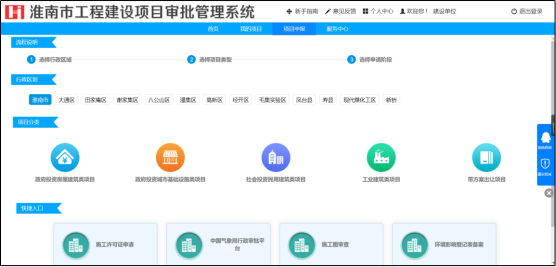 淮南市工程建设项目审批管理系统
新手指南 意见反馈 个人中心 欢迎您！ 建设单位 退出登录
首页 我的项目 项目申报 服务中心
流程说明
1 选择行政区域 2 选择项目类型 3 选择申请阶段
行政区划
淮南市 大通区 田家庵区 谢家集区 八公山区 潘集区 高新区 经开区 毛集实验区 凤台县 寿县 现代煤化工区 新桥
项目分类
政府投资房屋建筑类项目 政府投资城市基础设施类项目 社会投资民用建筑类项目 工业建筑类项目 带方案出让项目
快捷入口
施工许可证申请 中国气象局行政审批平台 施工图审查 环境影响登记表备案